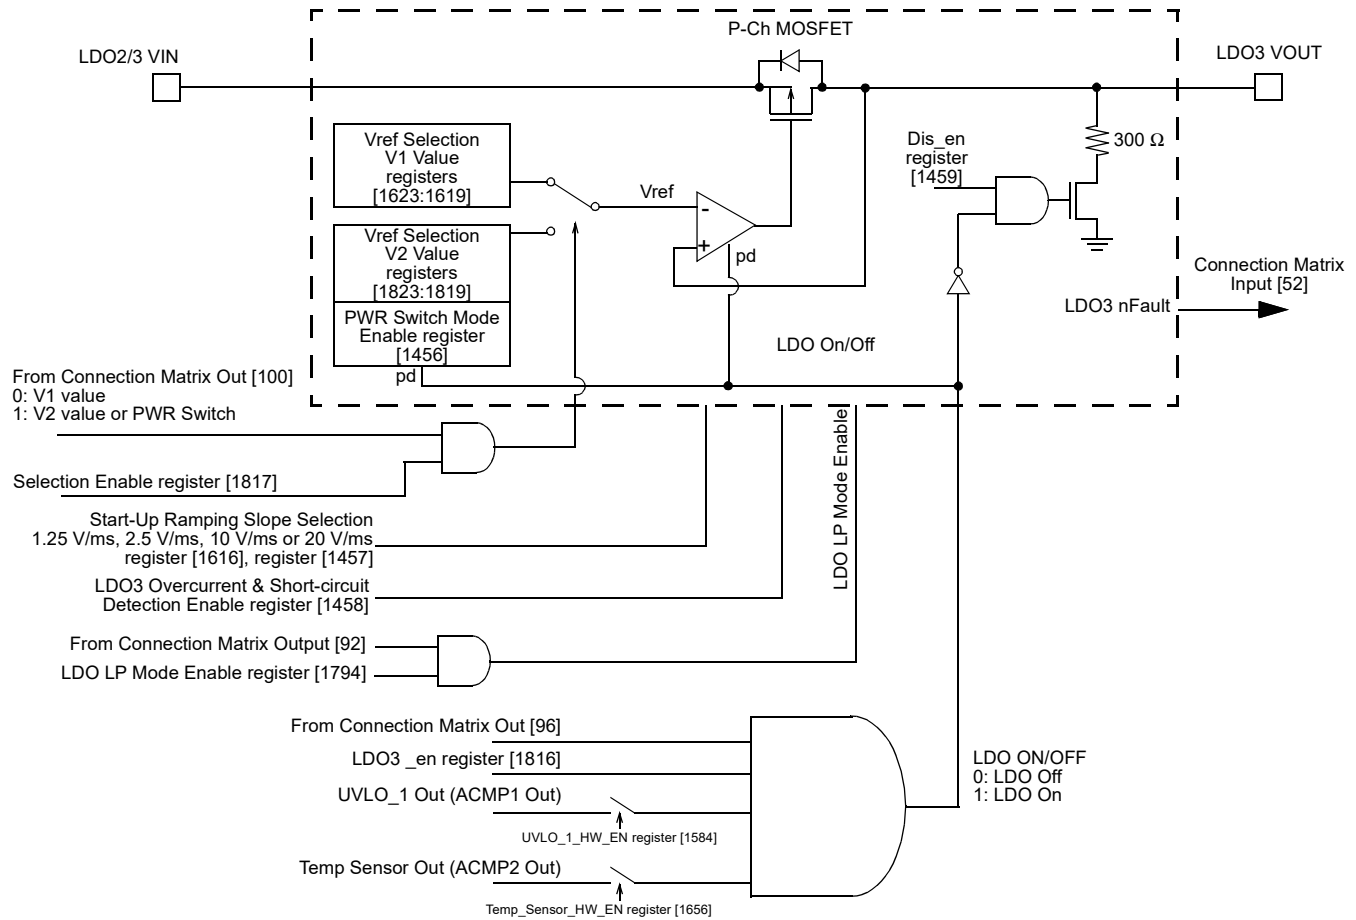 P-Ch MOSFET
LDO2/3 VIN
LDO3 VOUT
Vref Selection
V1 Value
registers
[1623:1619]
Vref
Dis_en
register
[1459]
300 Ω
-
+
pd
Vref Selection
V2 Value
registers
[1823:1819]
PWR Switch Mode
Enable register
[1456]
pd
LDO On/Off
LDO3 nFault
Connection Matrix
Input [52]
From Connection Matrix Out [100]
0: V1 value
1: V2 value or PWR Switch
Selection Enable register [1817]
Start-Up Ramping Slope Selection
1.25 V/ms, 2.5 V/ms, 10 V/ms or 20 V/ms
register [1616], register [1457]
LDO3 Overcurrent & Short-circuit
Detection Enable register [1458]
LDO LP Mode Enable
From Connection Matrix Output [92]
LDO LP Mode Enable register [1794]
From Connection Matrix Out [96]
LDO3 _en register [1816]
UVLO_1 Out (ACMP1 Out)
UVLO_1_HW_EN register [1584]
Temp Sensor Out (ACMP2 Out)
Temp_Sensor_HW_EN register [1656]
LDO ON/OFF
0: LDO Off
1: LDO On